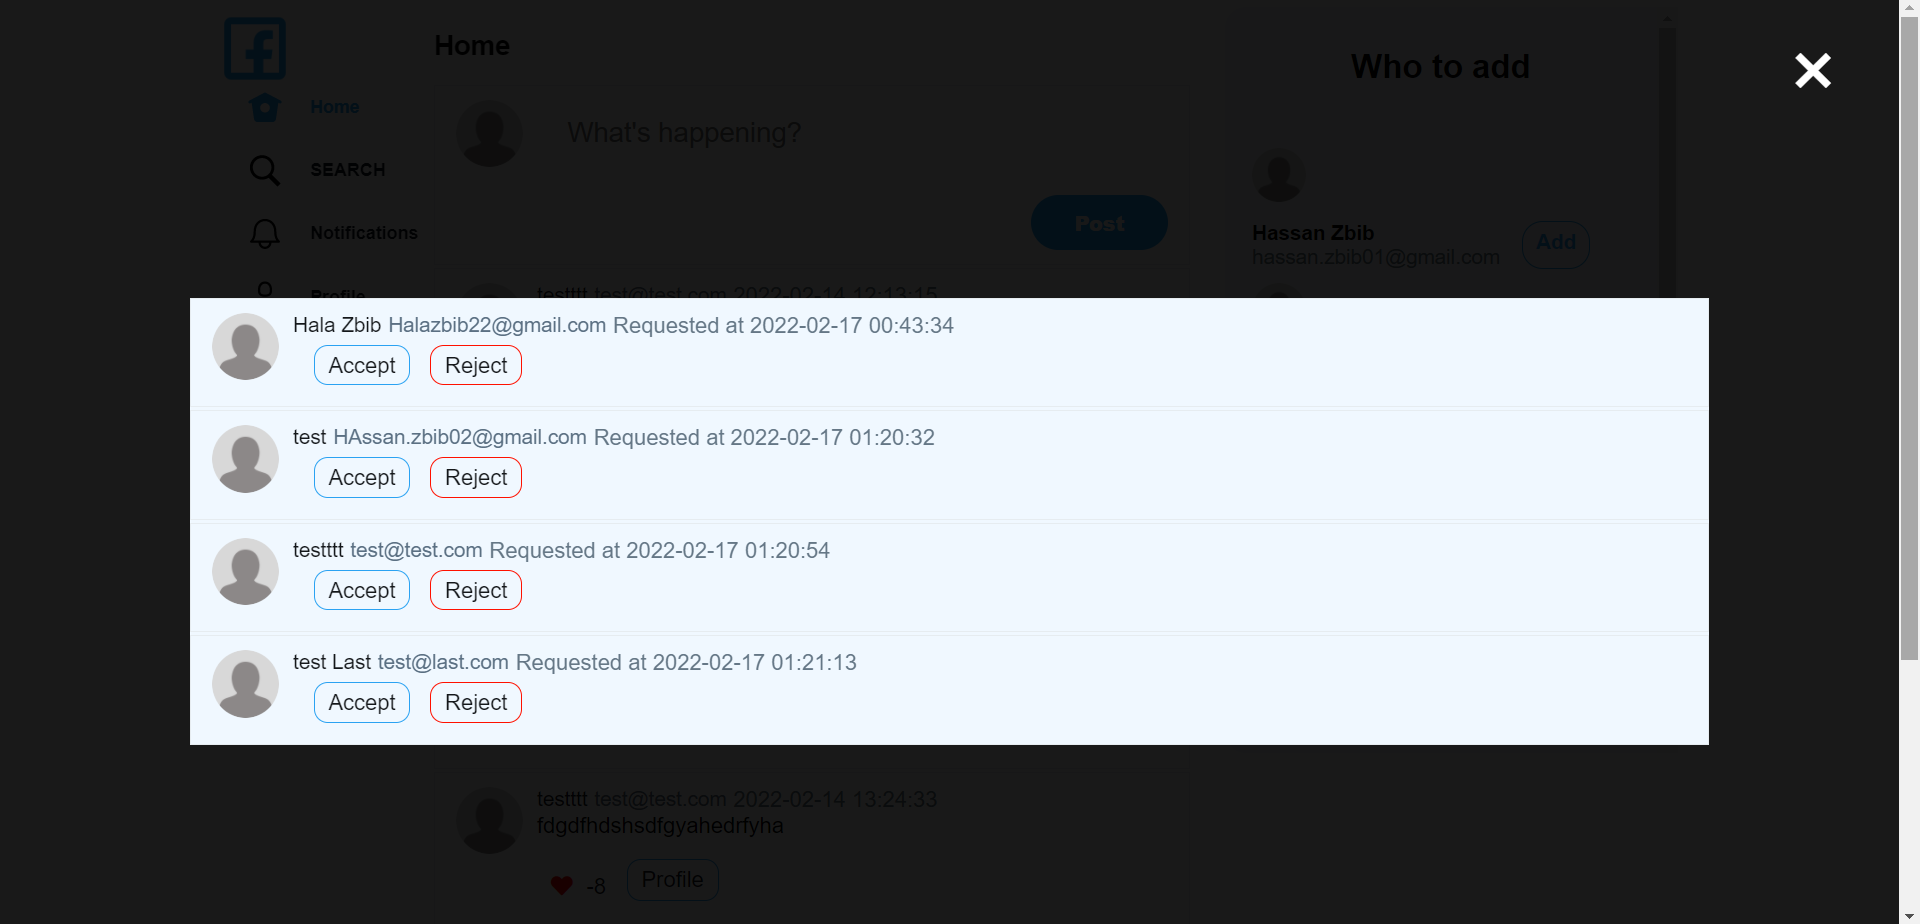 Home
Who to add
Home
What's happening?
SEARCH
Post
Notifications
Hassan Zbib
hassan.zbib01@gmail.com
Add
Profile
testttt test@test.com 2022-02-14 12:13:15
Hala Zbib Halazbib22@gmail.com Requested at 2022-02-17 00:43:34
Accept Reject
test HAssan.zbib02@gmail.com Requested at 2022-02-17 01:20:32
Accept Reject
testttt test@test.com Requested at 2022-02-17 01:20:54
Accept Reject
test Last test@last.com Requested at 2022-02-17 01:21:13
Accept Reject
testttt test@test.com 2022-02-14 13:24:33
fdgdfhdshsdfgyahedrfyha
-8 Profile